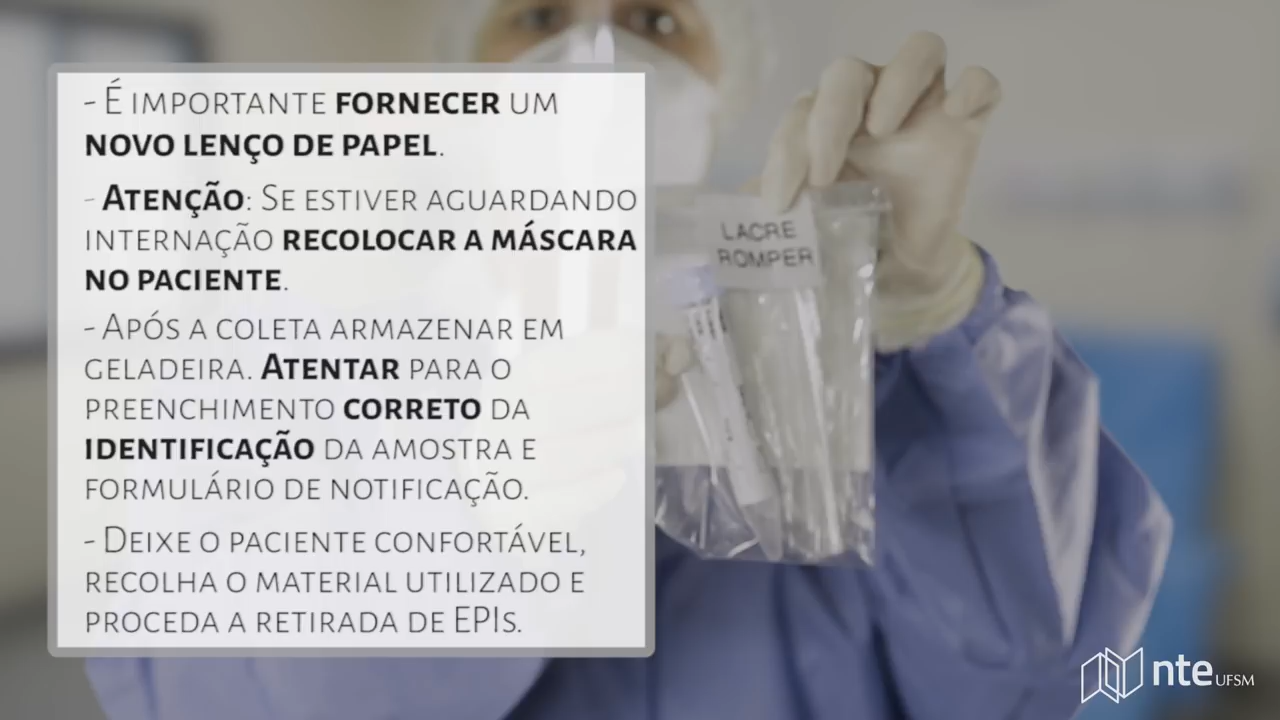 - É IMPORTANTE FORNECER UM
NOVO LENÇO DE PAPEL.
- ATENÇÃO: SE ESTIVER AGUARDANDO
INTERNAÇÃO RECOLOCAR A MÁSCARA
NO PACIENTE.
- APÓS A COLETA ARMAZENAR EM
GELADEIRA. ATENTAR PARA O
PREENCHIMENTO CORRETO DA
IDENTIFICAÇÃO DA AMOSTRA E
FORMULÁRIO DE NOTIFICAÇÃO.
- DEIXE O PACIENTE CONFORTÁVEL,
RECOLHA O MATERIAL UTILIZADO E
PROCEDA A RETIRADA DE EPIS.
LACRE
ROMPER
nte UFSM